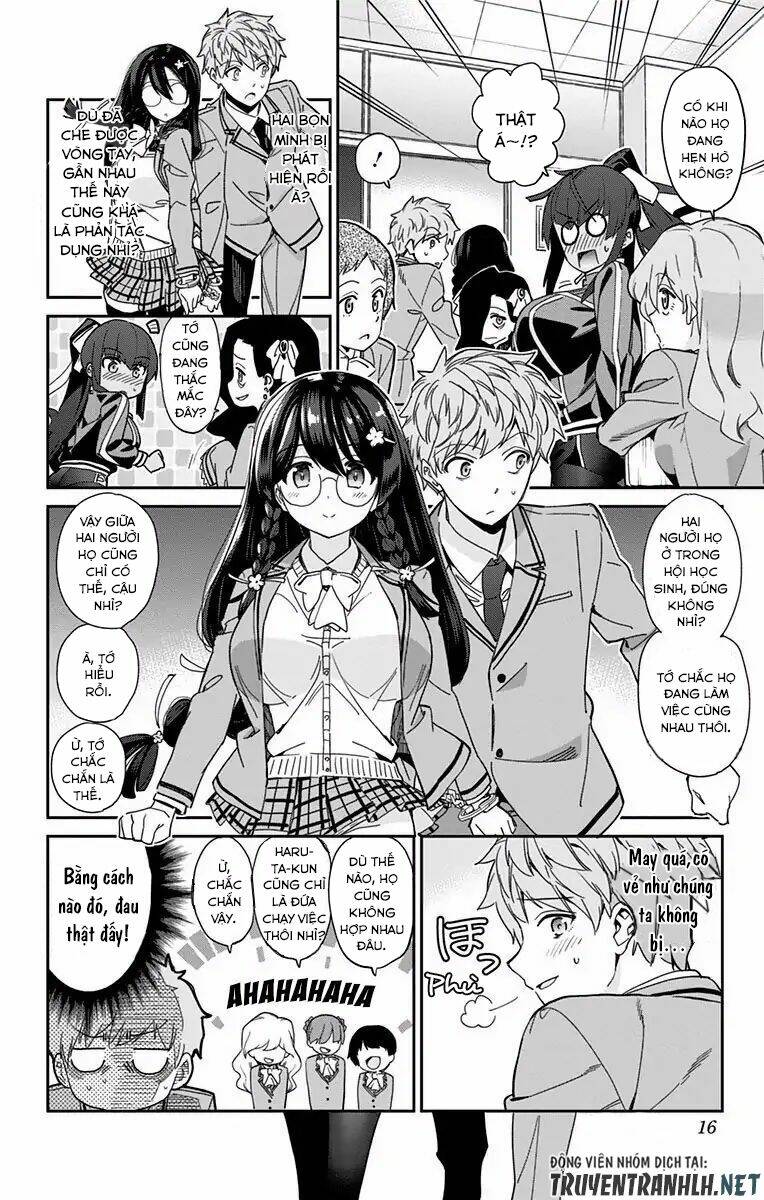 CÓ KHI
NÀO HỌ
ĐANG
HẸN HÒ
KHÔNG?
THẬT
Á~!?
!
HAI BỌN
MÌNH BỊ
PHÁT
HIỆN RỒI
À?
DÙ ĐÃ
CHE ĐƯỢC
VÒNG TAY,
GẦN NHAU
THẾ NÀY
CŨNG KHÁ
LÀ PHẢN TÁC
DỤNG NHỈ?
TỚ
CŨNG
ĐANG
THẮC
MẮC
ĐÂY?
HAI
NGƯỜI HỌ
Ở TRONG
HỘI HỌC
SINH, ĐÚNG
KHÔNG
NHỈ?
TỚ CHẮC HỌ
ĐANG LÀM
VIỆC CÙNG
NHAU THÔI.
VẬY GIỮA
HAI NGƯỜI
HỌ CŨNG
CHỈ CÓ
THẾ, CẬU
NHỈ?
À, TỚ
HIỂU
RỒI.
Ừ, TỚ
CHẮC
CHẮN LÀ
THẾ.
May quá, có
vẻ như chúng
ta không
bị...
ほっ
Phù
DÙ THẾ
NÀO, HỌ
CŨNG
KHÔNG
HỢP NHAU
ĐÂU.
HARU-
TA-KUN
CŨNG CHỈ
LÀ ĐỨA
CHẠY VIỆC
THÔI NHỈ?
Ừ,
CHẮC
CHẮN
VẬY.
AHAHAHAHA
Bằng cách
nào đó, đau
thật đấy!
16
ĐỘNG VIÊN NHÓM DỊCH TẠI:
TRUYENTRANHLH.NET